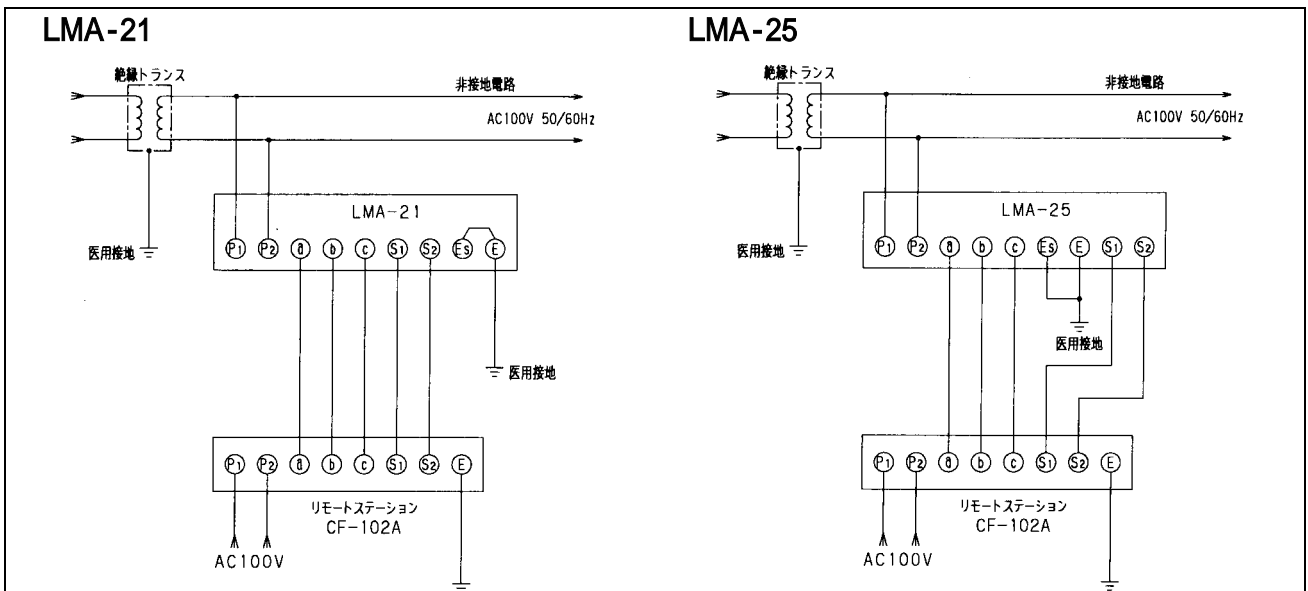 LMA-21
絶縁トランス
非接地電路
AC100V 50/60Hz
LMA-21
P1 P2 a b c S1 S2 Es E
医用接地
医用接地
P1 P2 a b c S1 S2 E
リモートステーション
CF-102A
AC100V
LMA-25
絶縁トランス
非接地電路
AC100V 50/60Hz
LMA-25
P1 P2 a b c Es E S1 S2
医用接地
医用接地
P1 P2 a b c S1 S2 E
リモートステーション
CF-102A
AC100V